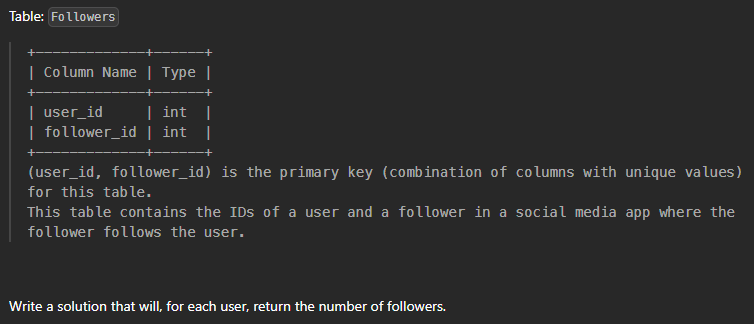 Table: Followers
+-------------+------+
| Column Name | Type |
+-------------+------+
| user_id     | int  |
| follower_id | int  |
+-------------+------+
(user_id, follower_id) is the primary key (combination of columns with unique values)
for this table.
This table contains the IDs of a user and a follower in a social media app where the
follower follows the user.
Write a solution that will, for each user, return the number of followers.